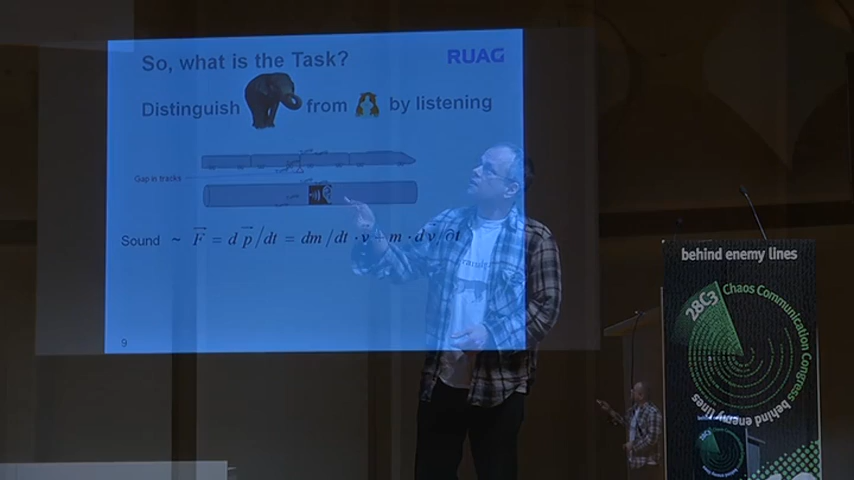 So, what is the Task?
RUAG
Distinguish from by listening
Gap in tracks
Sound ~ F = d p/dt = dm/dt · v + m · dv/∂t
9
behind enemy lines
28C3 Chaos Communication Congress
behind enemy lines